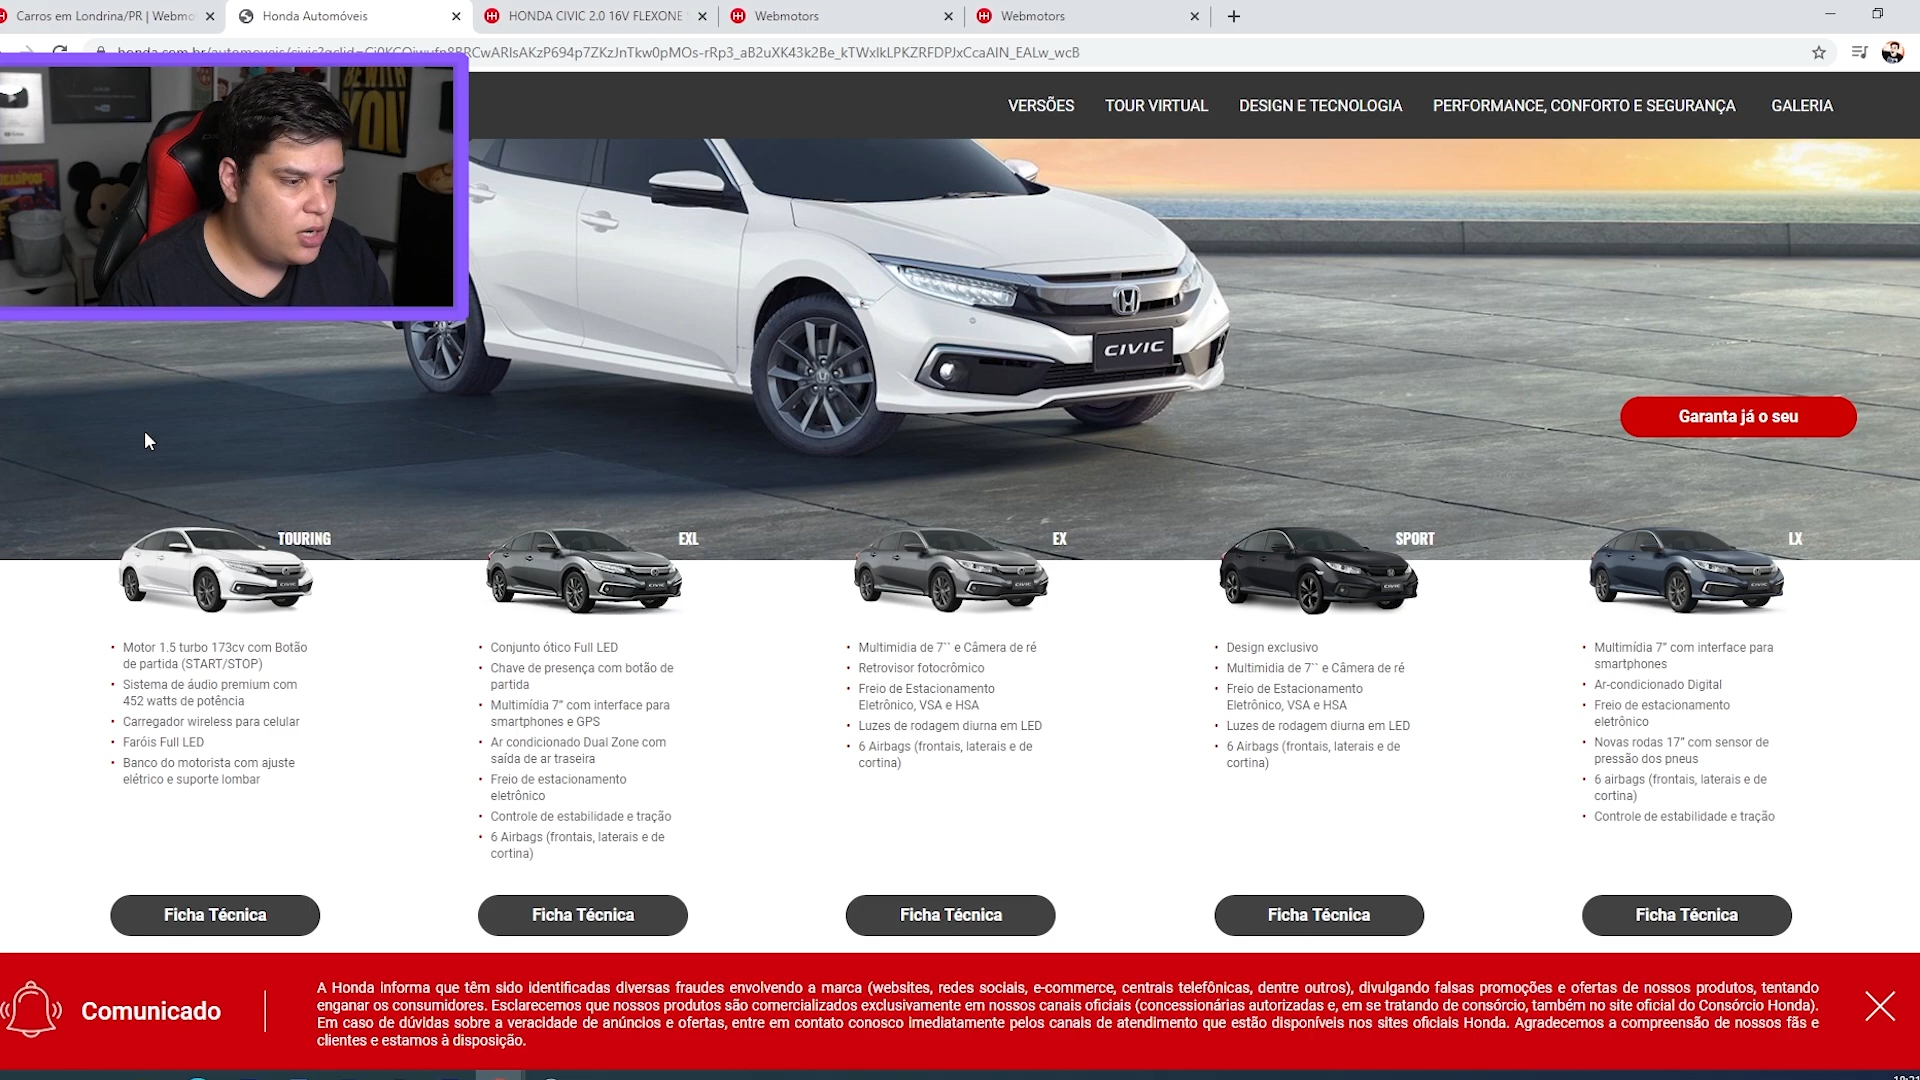 Carros em Londrina/PR | Webmo
Honda Automóveis
HONDA CIVIC 2.0 16V FLEXONE
Webmotors
Webmotors
VERSÕES
TOUR VIRTUAL
DESIGN E TECNOLOGIA
PERFORMANCE, CONFORTO E SEGURANÇA
GALERIA
CIVIC
Garanta já o seu
TOURING
Motor 1.5 turbo 173cv com Botão
de partida (START/STOP)
Sistema de áudio premium com
452 watts de potência
Carregador wireless para celular
Faróis Full LED
Banco do motorista com ajuste
elétrico e suporte lombar
Ficha Técnica
EXL
Conjunto ótico Full LED
Chave de presença com botão de
partida
Multimídia 7” com interface para
smartphones e GPS
Ar condicionado Dual Zone com
saída de ar traseira
Freio de estacionamento
eletrônico
Controle de estabilidade e tração
6 Airbags (frontais, laterais e de
cortina)
Ficha Técnica
EX
Multimidia de 7`` e Câmera de ré
Retrovisor fotocrômico
Freio de Estacionamento
Eletrônico, VSA e HSA
Luzes de rodagem diurna em LED
6 Airbags (frontais, laterais e de
cortina)
Ficha Técnica
SPORT
Design exclusivo
Multimidia de 7`` e Câmera de ré
Freio de Estacionamento
Eletrônico, VSA e HSA
Luzes de rodagem diurna em LED
6 Airbags (frontais, laterais e de
cortina)
Ficha Técnica
LX
Multimídia 7” com interface para
smartphones
Ar-condicionado Digital
Freio de estacionamento
eletrônico
Novas rodas 17” com sensor de
pressão dos pneus
6 airbags (frontais, laterais e de
cortina)
Controle de estabilidade e tração
Ficha Técnica
Comunicado
A Honda informa que têm sido identificadas diversas fraudes envolvendo a marca (websites, redes sociais, e-commerce, centrais telefônicas, dentre outros), divulgando falsas promoções e ofertas de nossos produtos, tentando
enganar os consumidores. Esclarecemos que nossos produtos são comercializados exclusivamente em nossos canais oficiais (concessionárias autorizadas e, em se tratando de consórcio, também no site oficial do Consórcio Honda).
Em caso de dúvidas sobre a veracidade de anúncios e ofertas, entre em contato conosco imediatamente pelos canais de atendimento que estão disponíveis nos sites oficiais Honda. Agradecemos a compreensão de nossos fãs e
clientes e estamos à disposição.